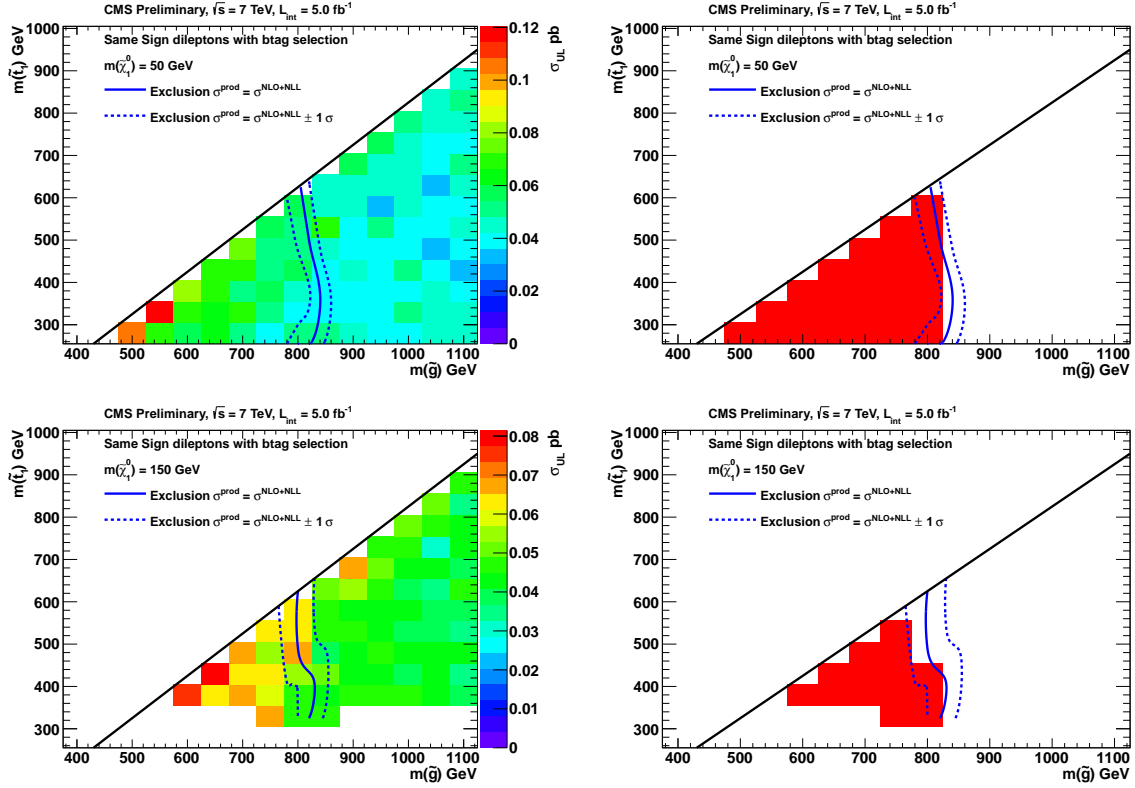 CMS Preliminary, √s = 7 TeV, L_int = 5.0 fb⁻¹
Same Sign dileptons with btag selection
m(χ̃₁⁰) = 50 GeV
Exclusion σ^prod = σ^NLO+NLL
Exclusion σ^prod = σ^NLO+NLL ± 1 σ
m(t̃₁) GeV
1000
900
800
700
600
500
400
300
400 500 600 700 800 900 1000 1100
m(g̃) GeV
σ_UL pb
0.12
0.1
0.08
0.06
0.04
0.02
0
CMS Preliminary, √s = 7 TeV, L_int = 5.0 fb⁻¹
Same Sign dileptons with btag selection
m(χ̃₁⁰) = 50 GeV
Exclusion σ^prod = σ^NLO+NLL
Exclusion σ^prod = σ^NLO+NLL ± 1 σ
m(t̃₁) GeV
1000
900
800
700
600
500
400
300
400 500 600 700 800 900 1000 1100
m(g̃) GeV
CMS Preliminary, √s = 7 TeV, L_int = 5.0 fb⁻¹
Same Sign dileptons with btag selection
m(χ̃₁⁰) = 150 GeV
Exclusion σ^prod = σ^NLO+NLL
Exclusion σ^prod = σ^NLO+NLL ± 1 σ
m(t̃₁) GeV
1000
900
800
700
600
500
400
300
400 500 600 700 800 900 1000 1100
m(g̃) GeV
σ_UL pb
0.08
0.07
0.06
0.05
0.04
0.03
0.02
0.01
0
CMS Preliminary, √s = 7 TeV, L_int = 5.0 fb⁻¹
Same Sign dileptons with btag selection
m(χ̃₁⁰) = 150 GeV
Exclusion σ^prod = σ^NLO+NLL
Exclusion σ^prod = σ^NLO+NLL ± 1 σ
m(t̃₁) GeV
1000
900
800
700
600
500
400
300
400 500 600 700 800 900 1000 1100
m(g̃) GeV